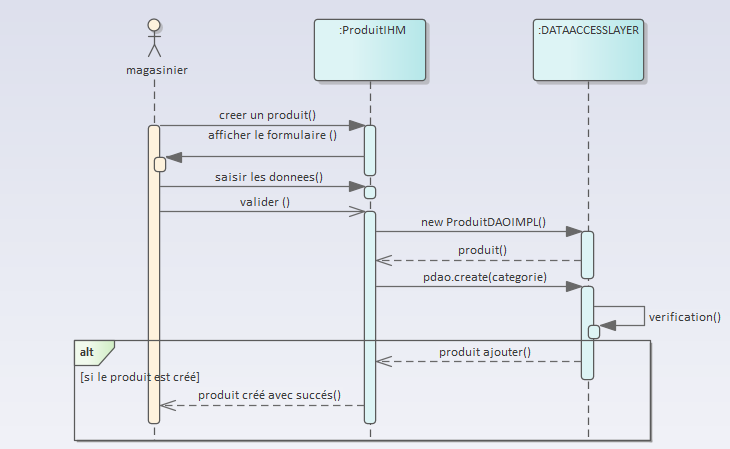 :ProduitIHM
:DATAACCESSLAYER
magasinier
creer un produit()
afficher le formulaire ()
saisir les donnees()
valider ()
new ProduitDAOIMPL()
produit()
pdao.create(categorie)
verification()
alt
produit ajouter()
[si le produit est créé]
produit créé avec succés()